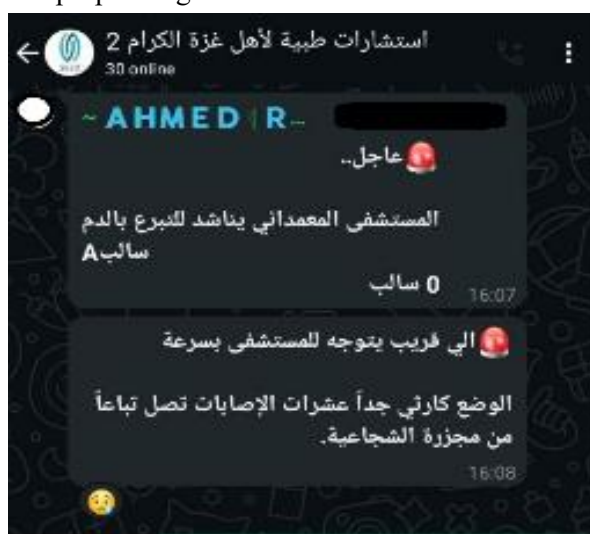 استشارات طبية لأهل غزة الكرام 2
30 online
~ AHMED | R...
🚨عاجل..
المستشفى المعمداني يناشد للتبرع بالدم
سالبA
O سالب
16:07
🚨الي قريب يتوجه للمستشفى بسرعة
الوضع كارثي جداً عشرات الإصابات تصل تباعاً
من مجزرة الشجاعية.
16:08
😢